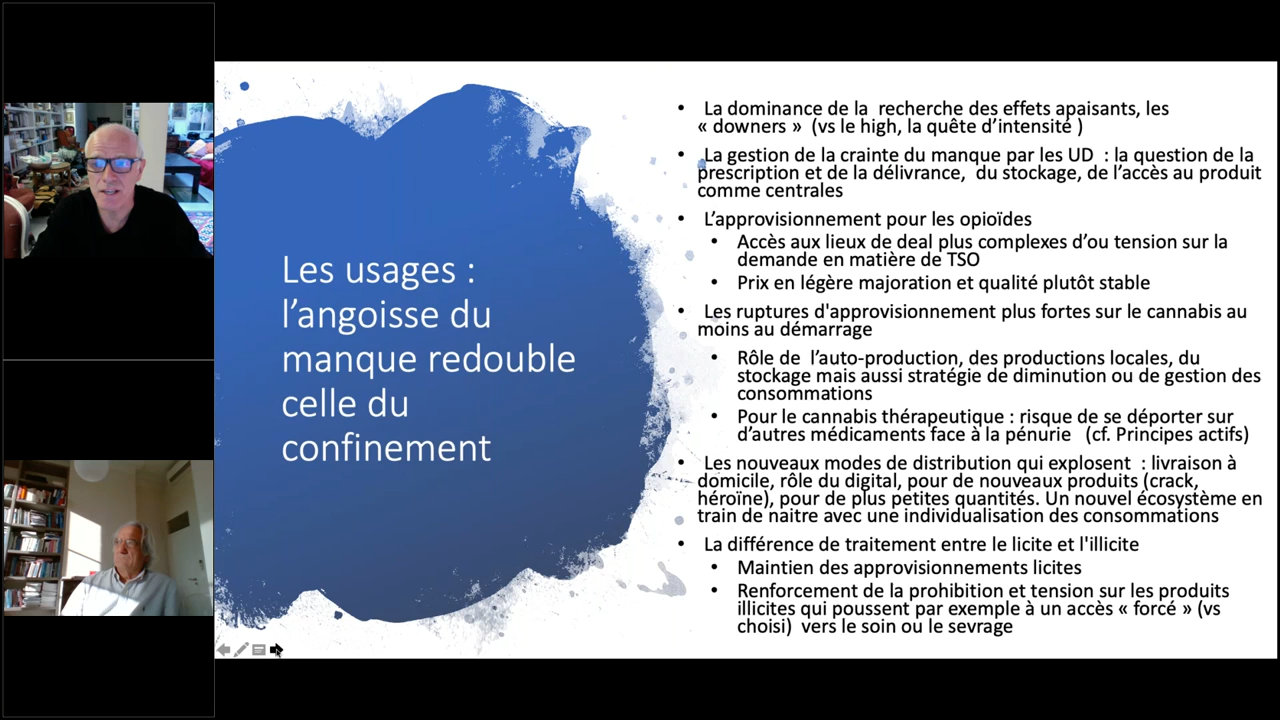 Les usages :
l’angoisse du
manque redouble
celle du
confinement
• La dominance de la recherche des effets apaisants, les
« downers » (vs le high, la quête d’intensité )
• La gestion de la crainte du manque par les UD : la question de la
prescription et de la délivrance, du stockage, de l’accès au produit
comme centrales
• L’approvisionnement pour les opioïdes
• Accès aux lieux de deal plus complexes d’ou tension sur la
demande en matière de TSO
• Prix en légère majoration et qualité plutôt stable
• Les ruptures d'approvisionnement plus fortes sur le cannabis au
moins au démarrage
• Rôle de l’auto-production, des productions locales, du
stockage mais aussi stratégie de diminution ou de gestion des
consommations
• Pour le cannabis thérapeutique : risque de se déporter sur
d’autres médicaments face à la pénurie (cf. Principes actifs)
• Les nouveaux modes de distribution qui explosent : livraison à
domicile, rôle du digital, pour de nouveaux produits (crack,
héroïne), pour de plus petites quantités. Un nouvel écosystème en
train de naitre avec une individualisation des consommations
• La différence de traitement entre le licite et l'illicite
• Maintien des approvisionnements licites
• Renforcement de la prohibition et tension sur les produits
illicites qui poussent par exemple à un accès « forcé » (vs
choisi) vers le soin ou le sevrage